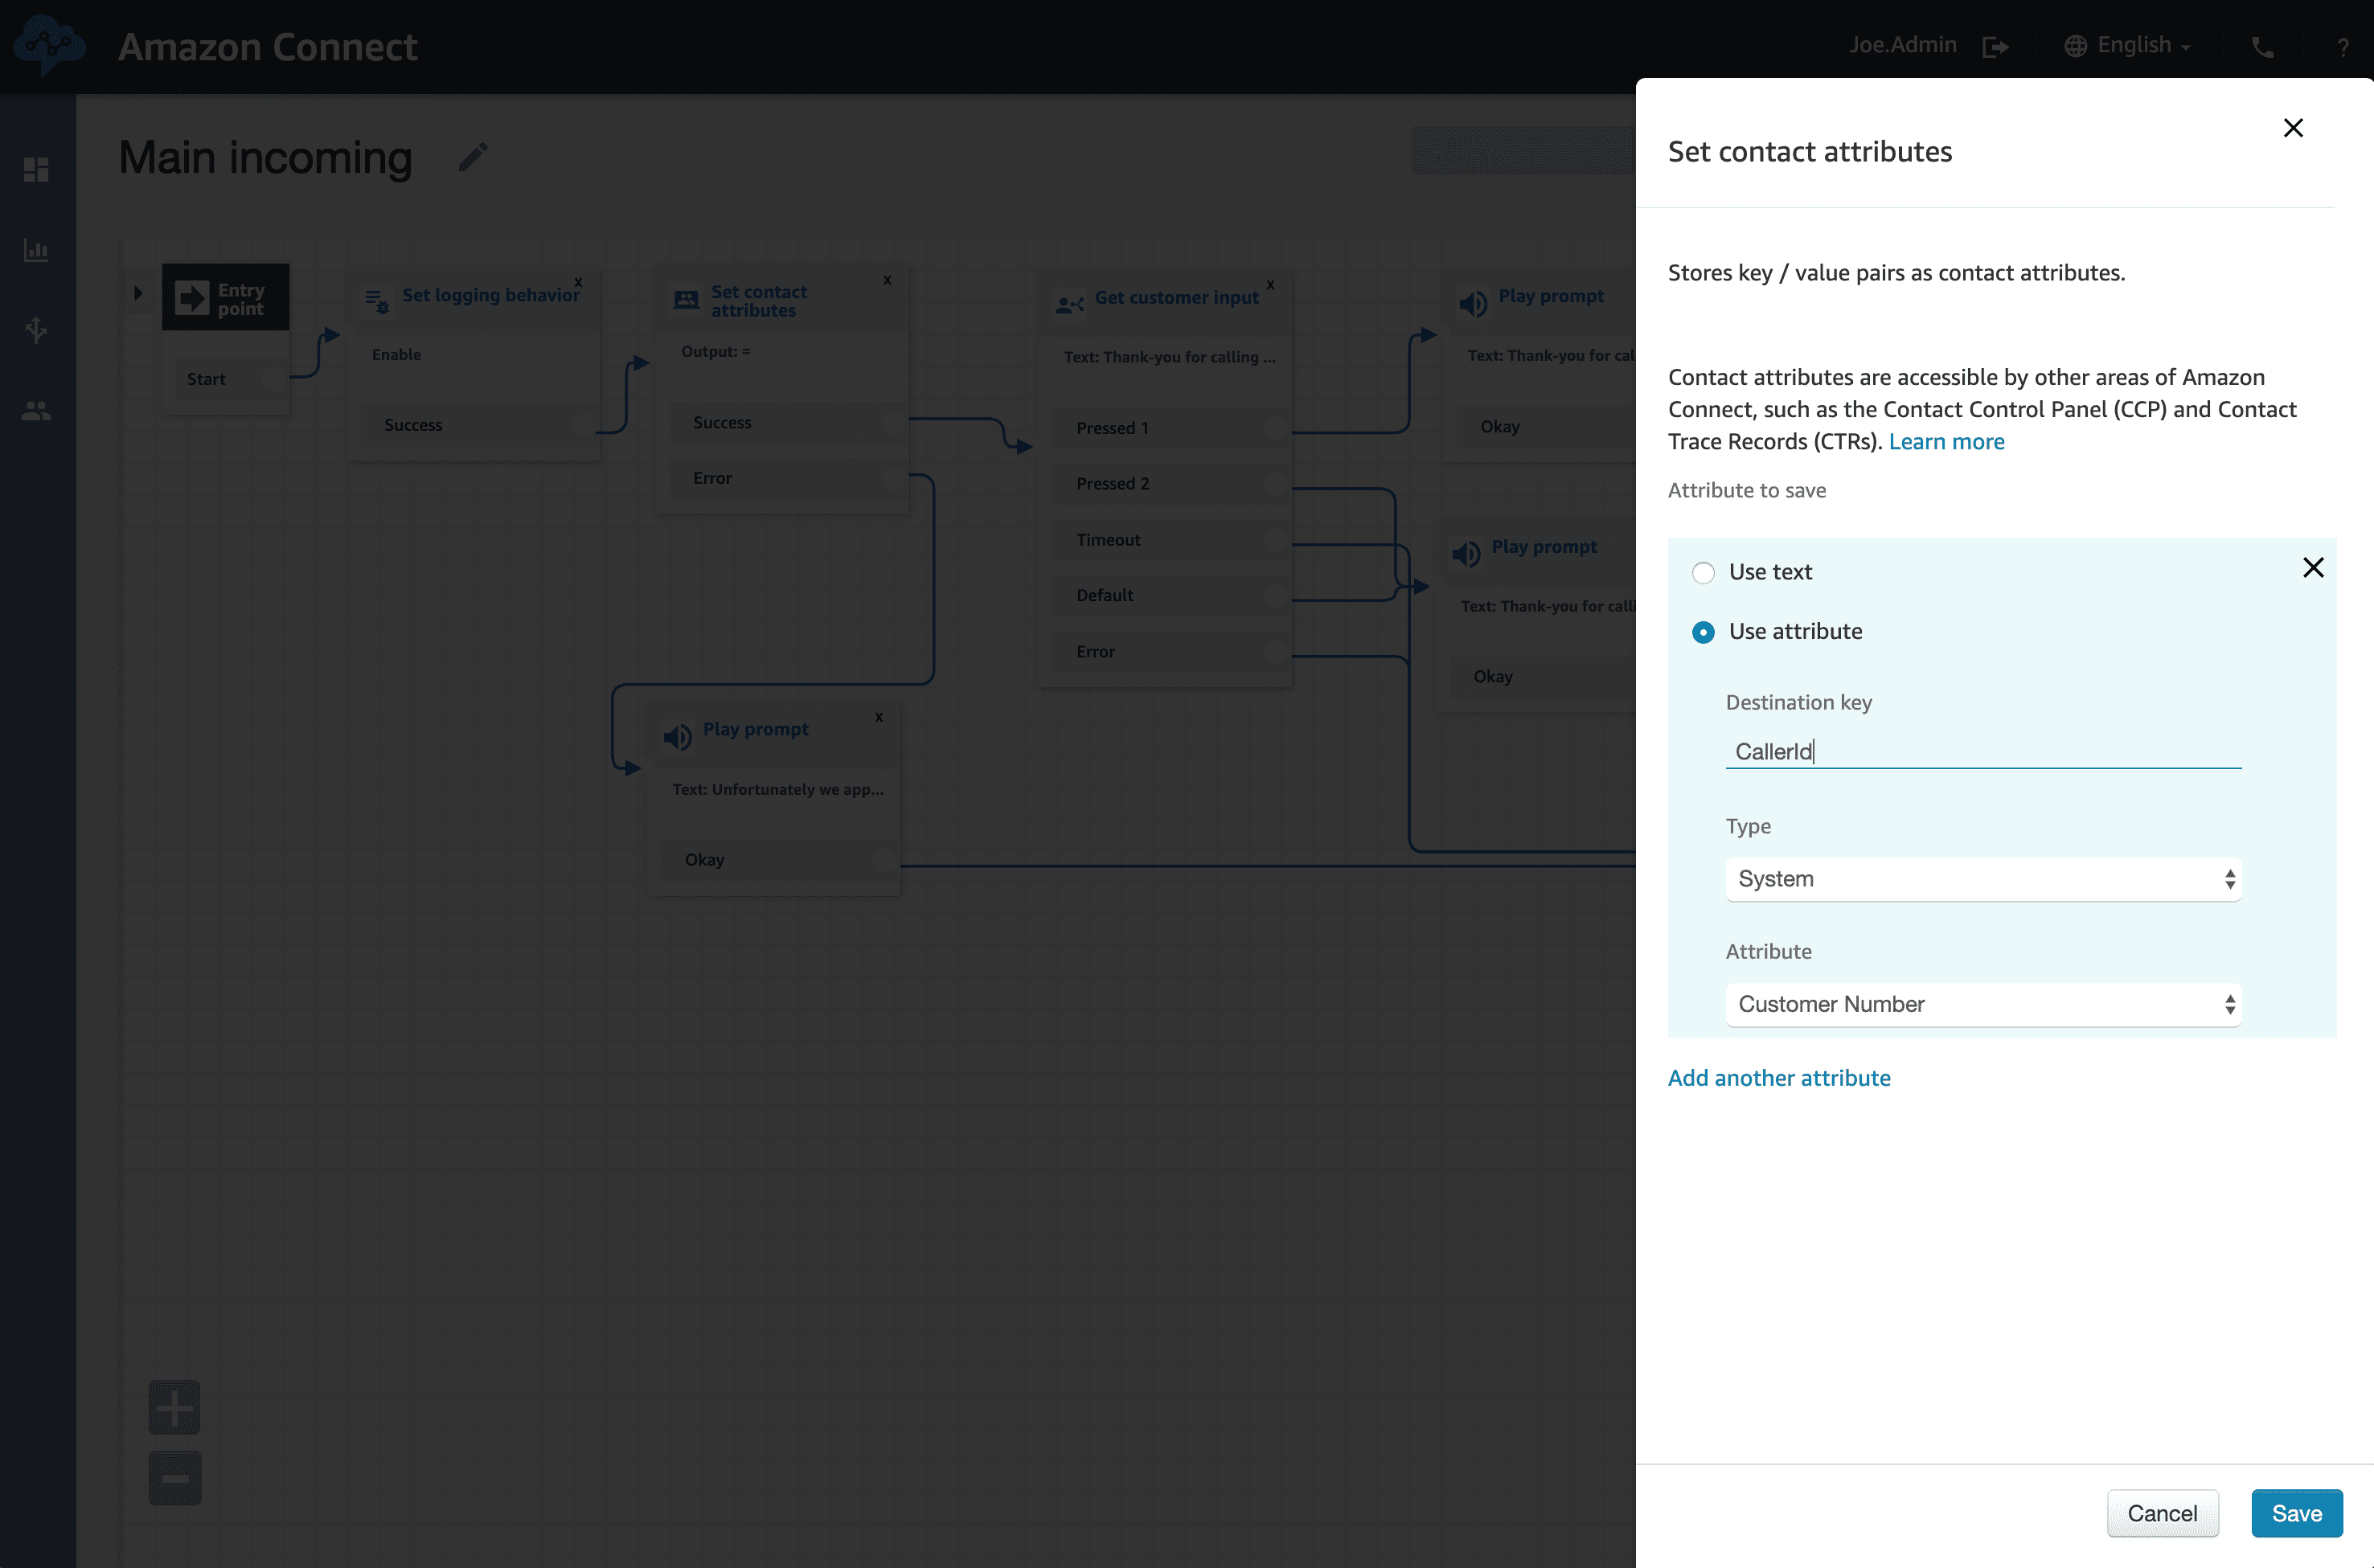 Amazon Connect
Joe.Admin
English
?
Main incoming
Entry
point
Start
Set logging behavior
x
Enable
Success
Set contact
attributes
x
Output: =
Success
Error
Get customer input
x
Text: Thank-you for calling ...
Pressed 1
Pressed 2
Timeout
Default
Error
Play prompt
Text: Thank-you for cal
Okay
Play prompt
Text: Thank-you for calli
Okay
Play prompt
x
Text: Unfortunately we app...
Okay
Set contact attributes
Stores key / value pairs as contact attributes.
Contact attributes are accessible by other areas of Amazon
Connect, such as the Contact Control Panel (CCP) and Contact
Trace Records (CTRs). Learn more
Attribute to save
Use text
Use attribute
Destination key
CallerId
Type
System
Attribute
Customer Number
Add another attribute
Cancel
Save